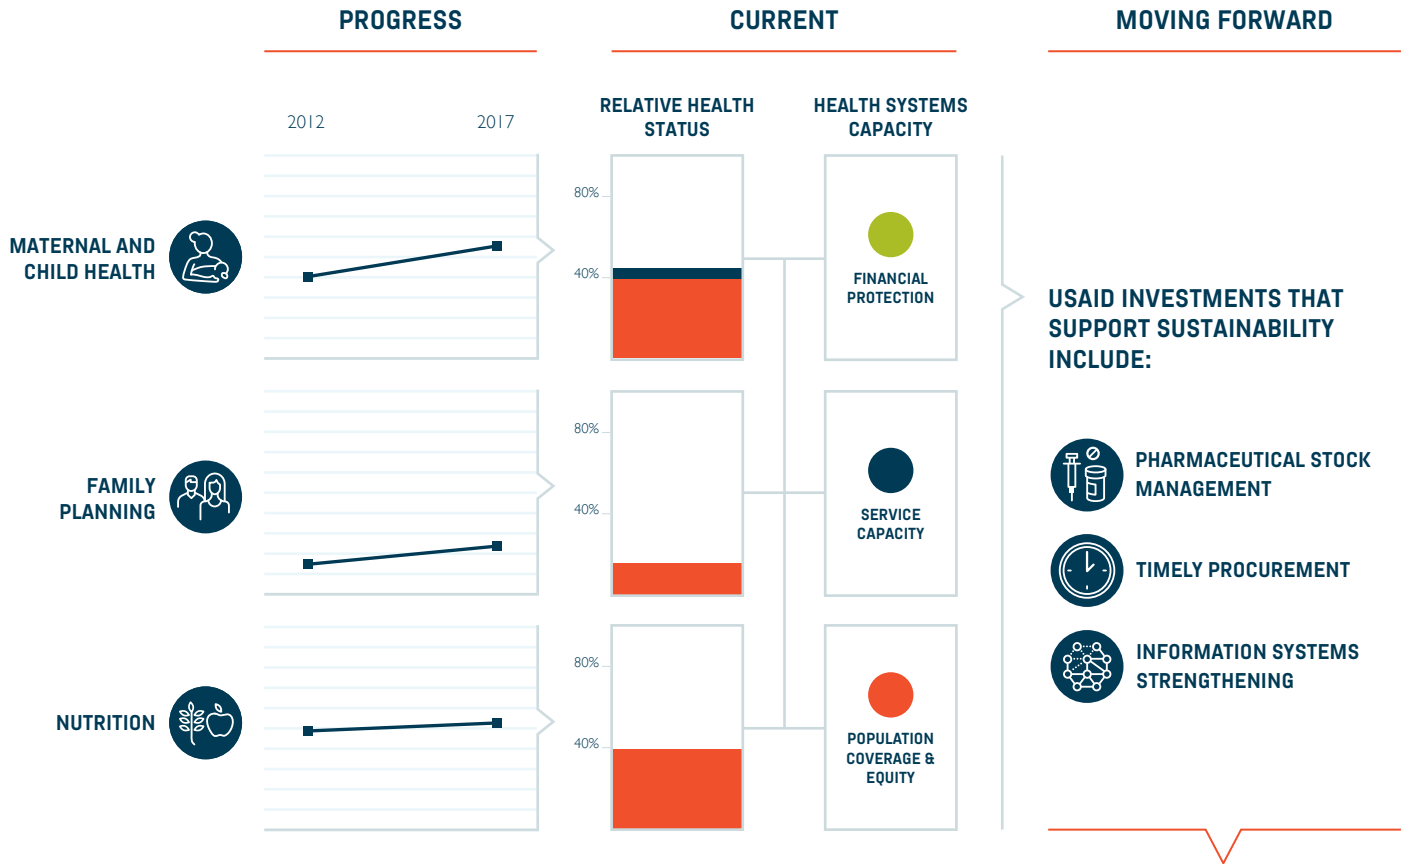 PROGRESS
CURRENT
MOVING FORWARD
2012
2017
RELATIVE HEALTH
STATUS
HEALTH SYSTEMS
CAPACITY
MATERNAL AND
CHILD HEALTH
80%
40%
FINANCIAL
PROTECTION
FAMILY
PLANNING
80%
40%
SERVICE
CAPACITY
NUTRITION
80%
40%
POPULATION
COVERAGE &
EQUITY
USAID INVESTMENTS THAT
SUPPORT SUSTAINABILITY
INCLUDE:
PHARMACEUTICAL STOCK
MANAGEMENT
TIMELY PROCUREMENT
INFORMATION SYSTEMS
STRENGTHENING